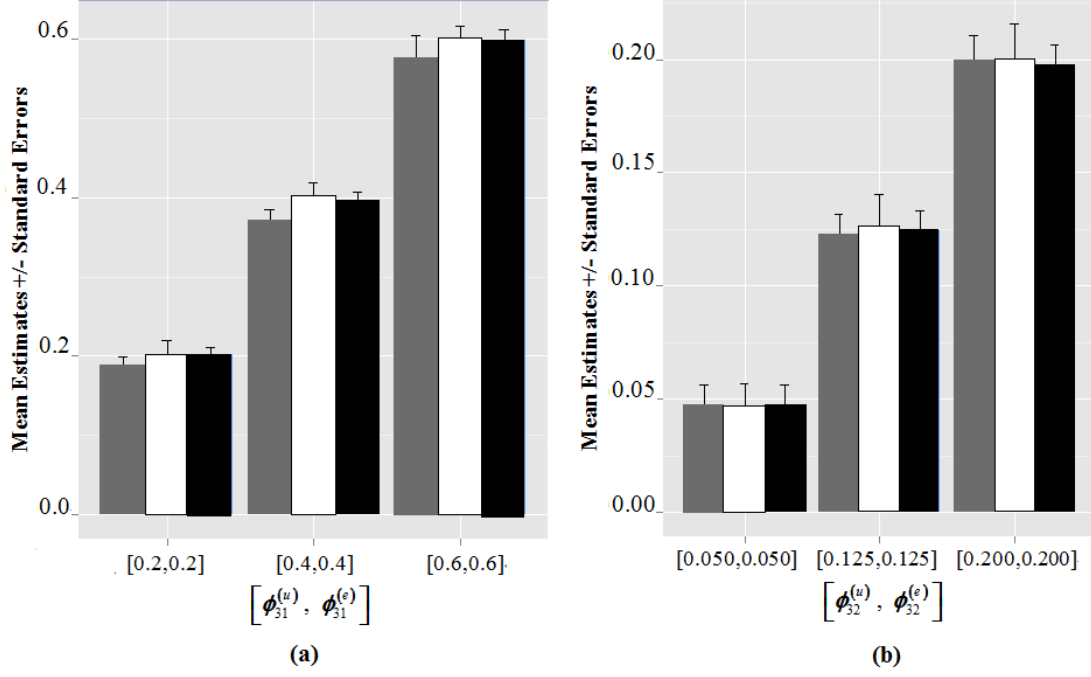 Mean Estimates +/- Standard Errors
0.6
0.4
0.2
0.0
[0.2,0.2] [0.4,0.4] [0.6,0.6]
[ϕ31^(u), ϕ31^(e)]
(a)
Mean Estimates +/- Standard Errors
0.20
0.15
0.10
0.05
0.00
[0.050,0.050] [0.125,0.125] [0.200,0.200]
[ϕ32^(u), ϕ32^(e)]
(b)